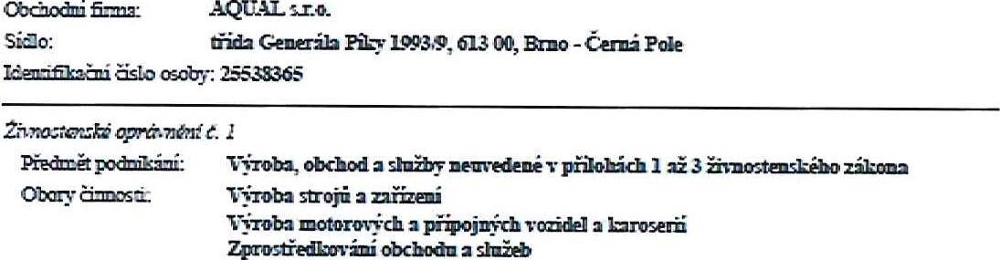 Obchodní firma: AQUAL s.r.o.
Sídlo: třída Generála Píky 1993/9, 613 00, Brno - Černá Pole
Identifikační číslo osoby: 25538365
Živnostenské oprávnění č. 1
Předmět podnikání: Výroba, obchod a služby neuvedené v přílohách 1 až 3 živnostenského zákona
Obory činnosti: Výroba strojů a zařízení
Výroba motorových a přípojných vozidel a karoserií
Zprostředkování obchodu a služeb